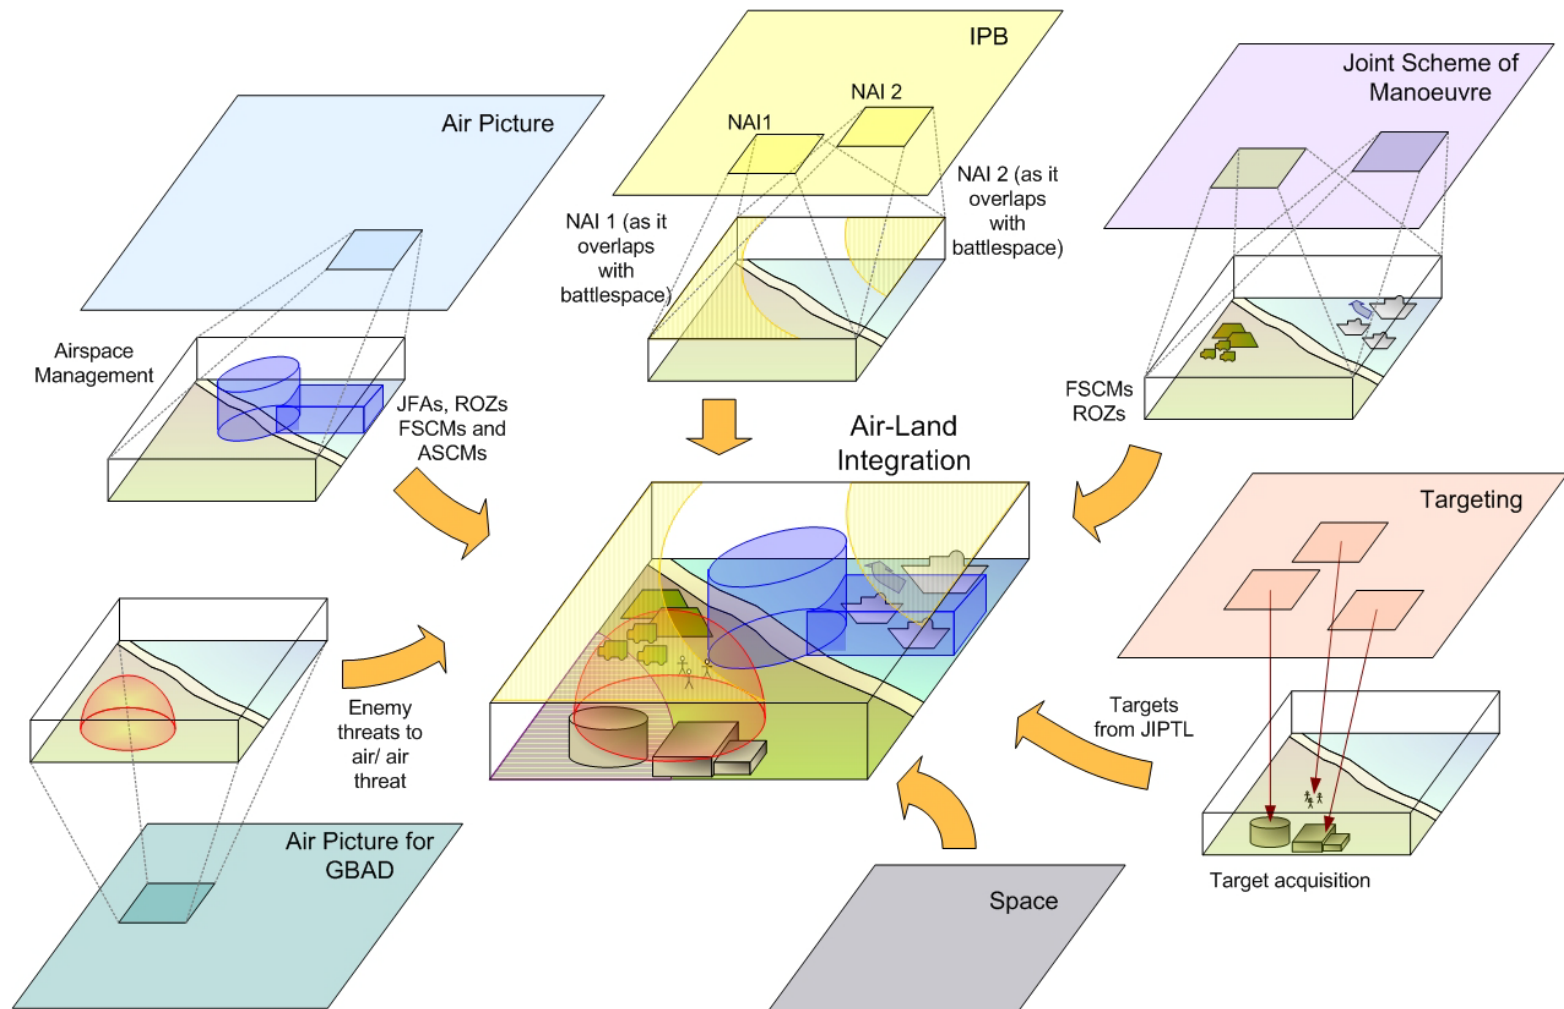 IPB
NAI 2
NAI1
Joint Scheme of
Manoeuvre
Air Picture
NAI 2 (as it
overlaps
with
battlespace)
NAI 1 (as it
overlaps
with
battlespace)
Airspace
Management
JFAs, ROZs
FSCMs and
ASCMs
FSCMs
ROZs
Air-Land
Integration
Targeting
Enemy
threats to
air/ air
threat
Targets
from JIPTL
Air Picture for
GBAD
Space
Target acquisition